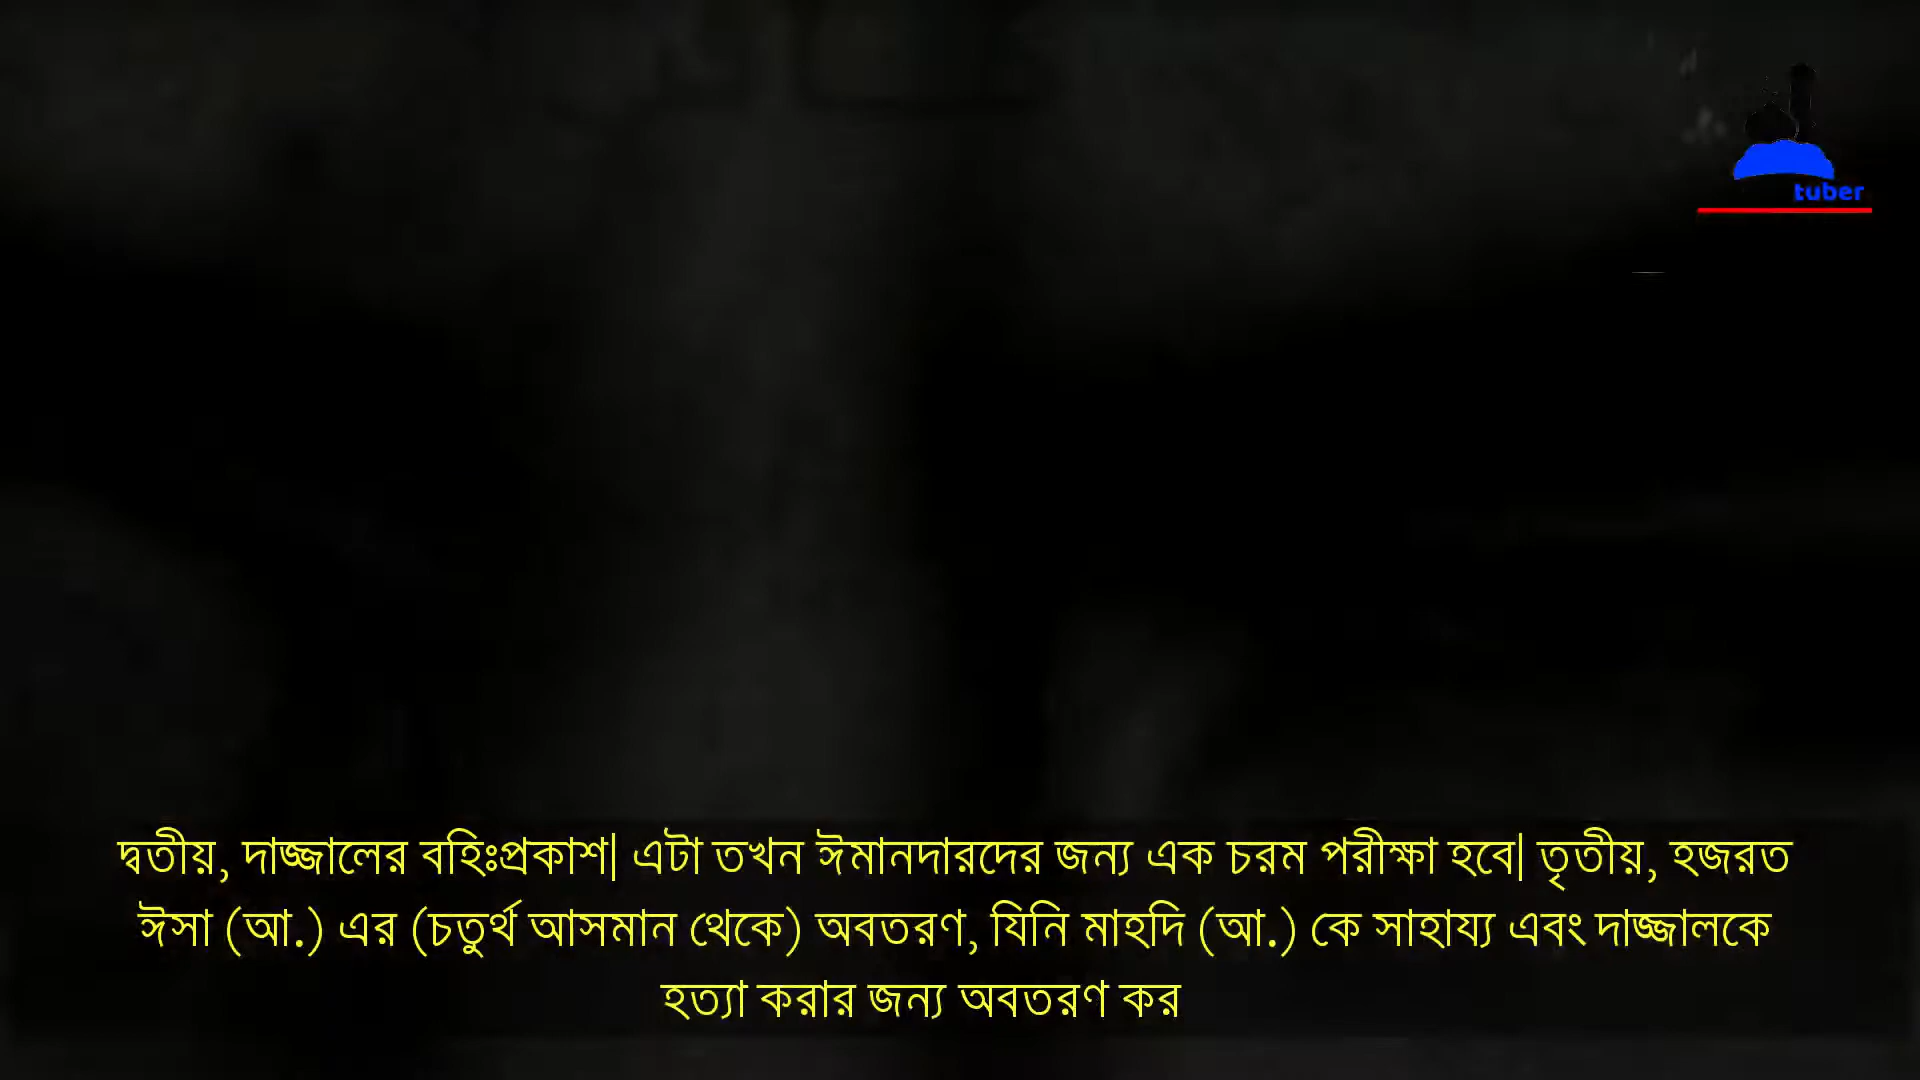 tuber
দ্বতীয়, দাজ্জালের বহিঃপ্রকাশ| এটা তখন ঈমানদারদের জন্য এক চরম পরীক্ষা হবে| তৃতীয়, হজরত
ঈসা (আ.) এর (চতুর্থ আসমান থেকে) অবতরণ, যিনি মাহদি (আ.) কে সাহায্য এবং দাজ্জালকে
হত্যা করার জন্য অবতরণ কর